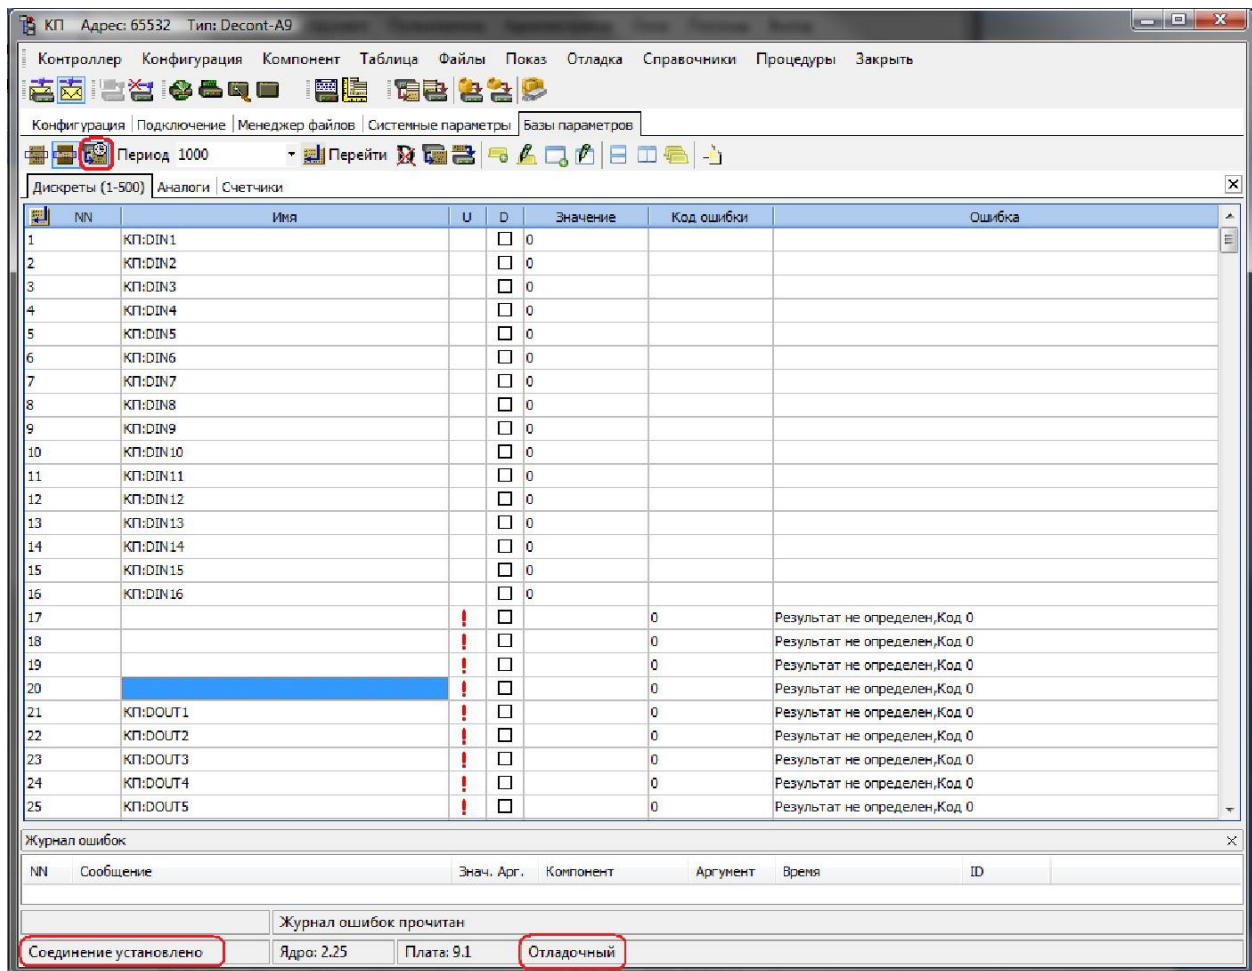 КП Адрес: 65532 Тип: Decont-A9
Контроллер Конфигурация Компонент Таблица Файлы Показ Отладка Справочники Процедуры Закрыть
Конфигурация Подключение Менеджер файлов Системные параметры Базы параметров
Период 1000 Перейти
Дискреты (1-500) Аналоги Счетчики
NN Имя U D Значение Код ошибки Ошибка
1 КП:DIN1 0
2 КП:DIN2 0
3 КП:DIN3 0
4 КП:DIN4 0
5 КП:DIN5 0
6 КП:DIN6 0
7 КП:DIN7 0
8 КП:DIN8 0
9 КП:DIN9 0
10 КП:DIN10 0
11 КП:DIN11 0
12 КП:DIN12 0
13 КП:DIN13 0
14 КП:DIN14 0
15 КП:DIN15 0
16 КП:DIN16 0
17 ! 0 Результат не определен,Код 0
18 ! 0 Результат не определен,Код 0
19 ! 0 Результат не определен,Код 0
20 ! 0 Результат не определен,Код 0
21 КП:DOUT1 ! 0 Результат не определен,Код 0
22 КП:DOUT2 ! 0 Результат не определен,Код 0
23 КП:DOUT3 ! 0 Результат не определен,Код 0
24 КП:DOUT4 ! 0 Результат не определен,Код 0
25 КП:DOUT5 ! 0 Результат не определен,Код 0
Журнал ошибок
NN Сообщение Знач. Арг. Компонент Аргумент Время ID
Журнал ошибок прочитан
Соединение установлено Ядро: 2.25 Плата: 9.1 Отладочный